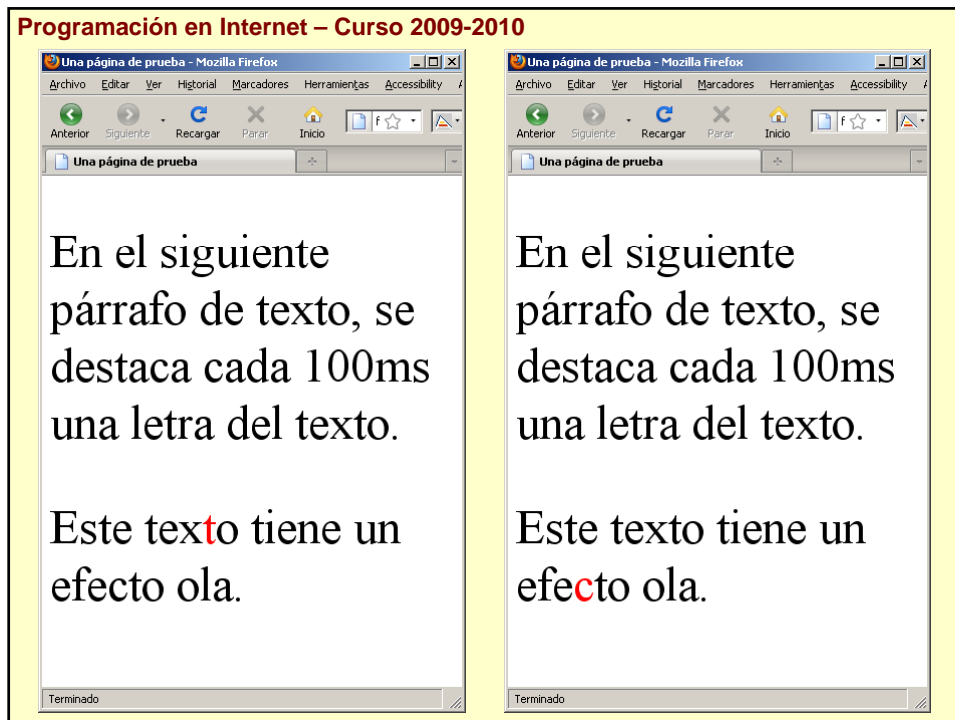 Programación en Internet – Curso 2009-2010
Una página de prueba - Mozilla Firefox
Archivo Editar Ver Historial Marcadores Herramientas Accessibility
Anterior Siguiente Recargar Parar Inicio
Una página de prueba
En el siguiente
párrafo de texto, se
destaca cada 100ms
una letra del texto.
Este texto tiene un
efecto ola.
Terminado
Una página de prueba - Mozilla Firefox
Archivo Editar Ver Historial Marcadores Herramientas Accessibility
Anterior Siguiente Recargar Parar Inicio
Una página de prueba
En el siguiente
párrafo de texto, se
destaca cada 100ms
una letra del texto.
Este texto tiene un
efecto ola.
Terminado